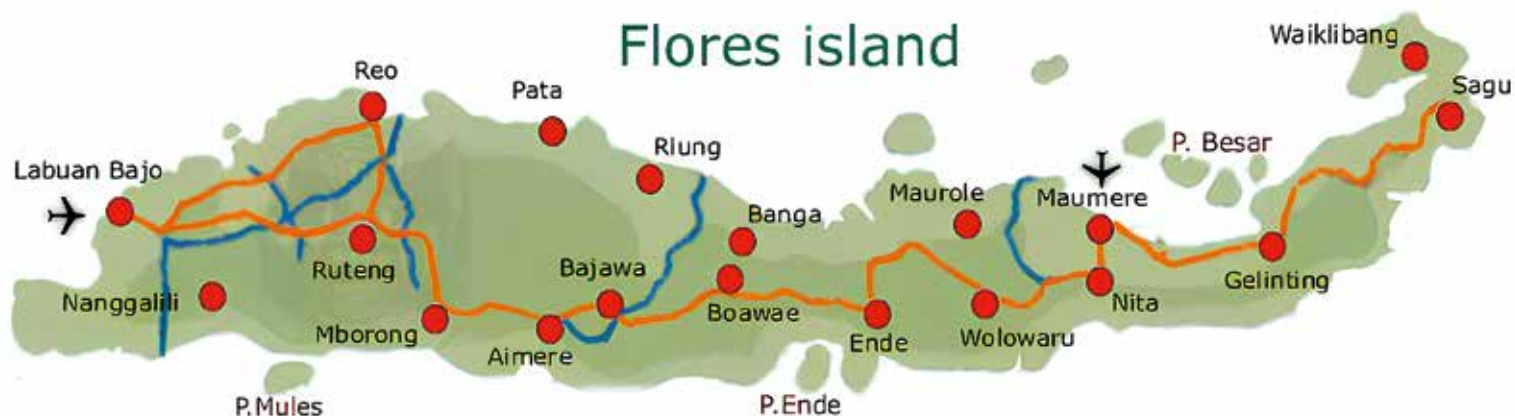 Flores island
Waiklibang
Reo
Sagu
Pata
Riung
P. Besar
Labuan Bajo
Maumere
Maurole
Banga
Ruteng
Bajawa
Gelinting
Nanggalili
Boawae
Nita
Mborong
Ende
Wolowaru
Aimere
P.Mules
P.Ende